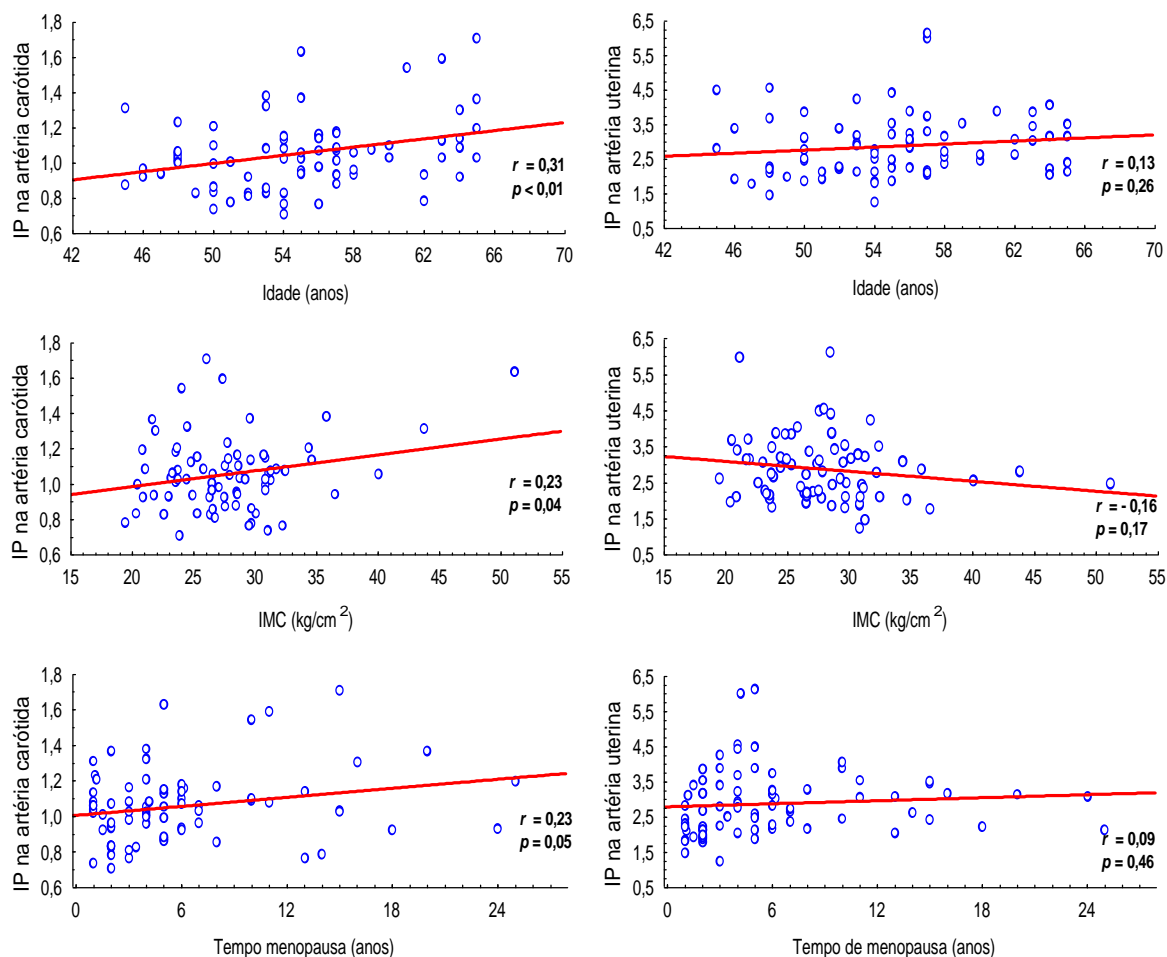 IP na artéria carótida
1,8
1,6
1,4
1,2
1,0
0,8
0,6
r = 0,31
p < 0,01
42 46 50 54 58 62 66 70
Idade (anos)
IP na artéria uterina
6,5
5,5
4,5
3,5
2,5
1,5
0,5
r = 0,13
p = 0,26
42 46 50 54 58 62 66 70
Idade (anos)
IP na artéria carótida
1,8
1,6
1,4
1,2
1,0
0,8
0,6
r = 0,23
p = 0,04
15 20 25 30 35 40 45 50 55
IMC (kg/cm²)
IP na artéria uterina
6,5
5,5
4,5
3,5
2,5
1,5
0,5
r = - 0,16
p = 0,17
15 20 25 30 35 40 45 50 55
IMC (kg/cm²)
IP na artéria carótida
1,8
1,6
1,4
1,2
1,0
0,8
0,6
r = 0,23
p = 0,05
0 6 12 18 24
Tempo menopausa (anos)
IP na artéria uterina
6,5
5,5
4,5
3,5
2,5
1,5
0,5
r = 0,09
p = 0,46
0 6 12 18 24
Tempo de menopausa (anos)